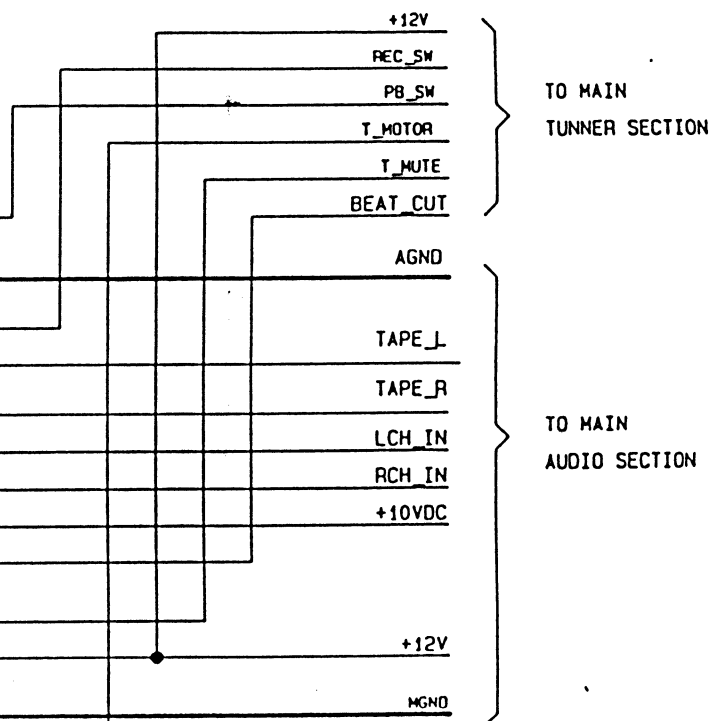 +12V
REC_SW
PB_SW
T_MOTOR
T_MUTE
BEAT_CUT
TO MAIN
TUNNER SECTION
AGND
TAPE_L
TAPE_R
LCH_IN
RCH_IN
+10VDC
+12V
MGND
TO MAIN
AUDIO SECTION